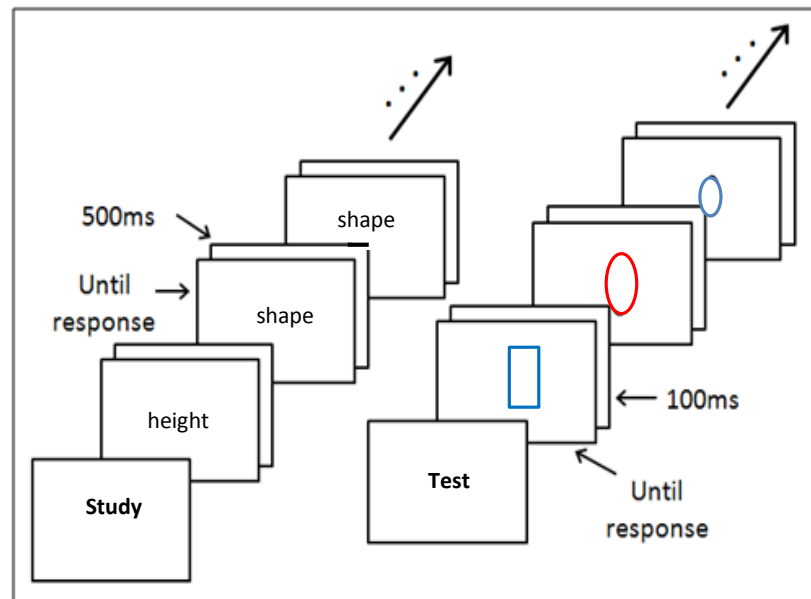 500ms
shape
Until
response
shape
height
Study
100ms
Test
Until
response